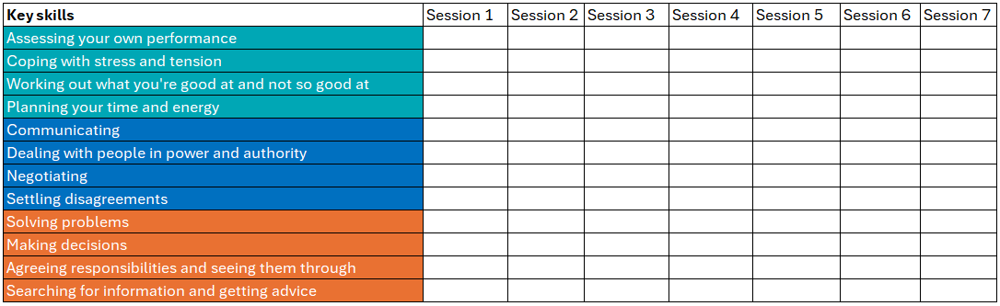 Key skills Session 1 Session 2 Session 3 Session 4 Session 5 Session 6 Session 7
Assessing your own performance
Coping with stress and tension
Working out what you're good at and not so good at
Planning your time and energy
Communicating
Dealing with people in power and authority
Negotiating
Settling disagreements
Solving problems
Making decisions
Agreeing responsibilities and seeing them through
Searching for information and getting advice